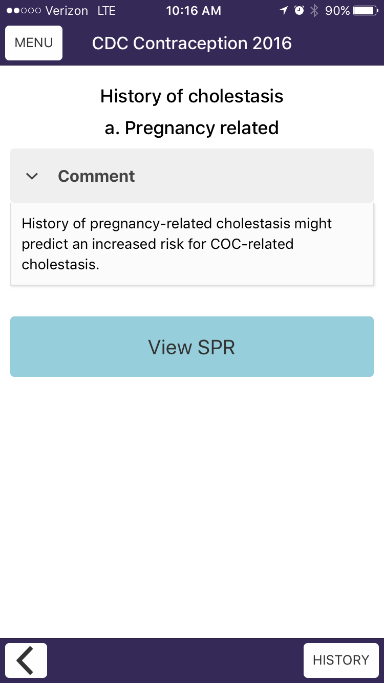 Verizon LTE 10:16 AM 90%
MENU CDC Contraception 2016
History of cholestasis
a. Pregnancy related
Comment
History of pregnancy-related cholestasis might
predict an increased risk for COC-related
cholestasis.
View SPR
HISTORY